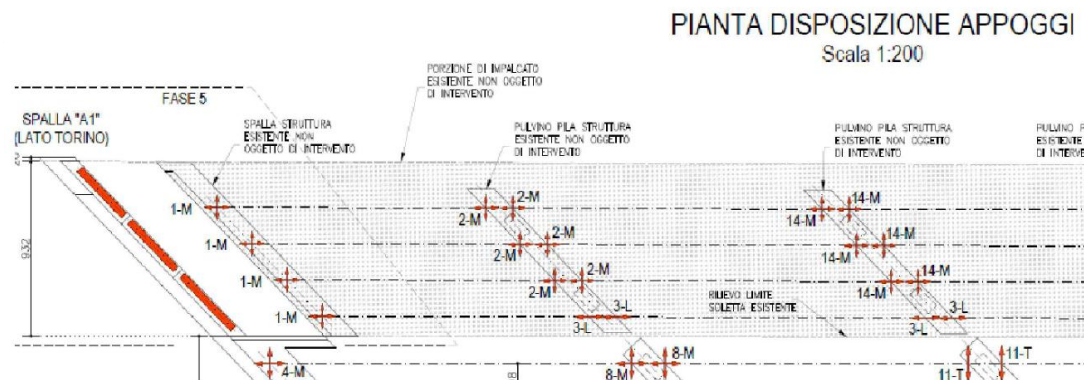 PIANTA DISPOSIZIONE APPOGGI
Scala 1:200
PORZIONE DI IMPALCATO
ESISTENTE NON OGGETTO
DI INTERVENTO
FASE 5
SPALLA "A1"
(LATO TORINO)
SPALLA STRUTTURA
ESISTENTE NON
OGGETTO DI INTERVENTO
PULVINO PILA STRUTTURA
ESISTENTE NON OGGETTO
DI INTERVENTO
PULVINO PILA STRUTTURA
ESISTENTE NON OGGETTO
DI INTERVENTO
PULVINO P
ESISTENTE
DI INTERVE
1-M
2-M
2-M
14-M
14-M
1-M
2-M
2-M
14-M
14-M
932
1-M
2-M
2-M
14-M
14-M
RILIEVO LIMITE
SOLETTA ESISTENTE
1-M
3-L
3-L
3-L
3-L
4-M
8-M
8-M
11-T
11-T